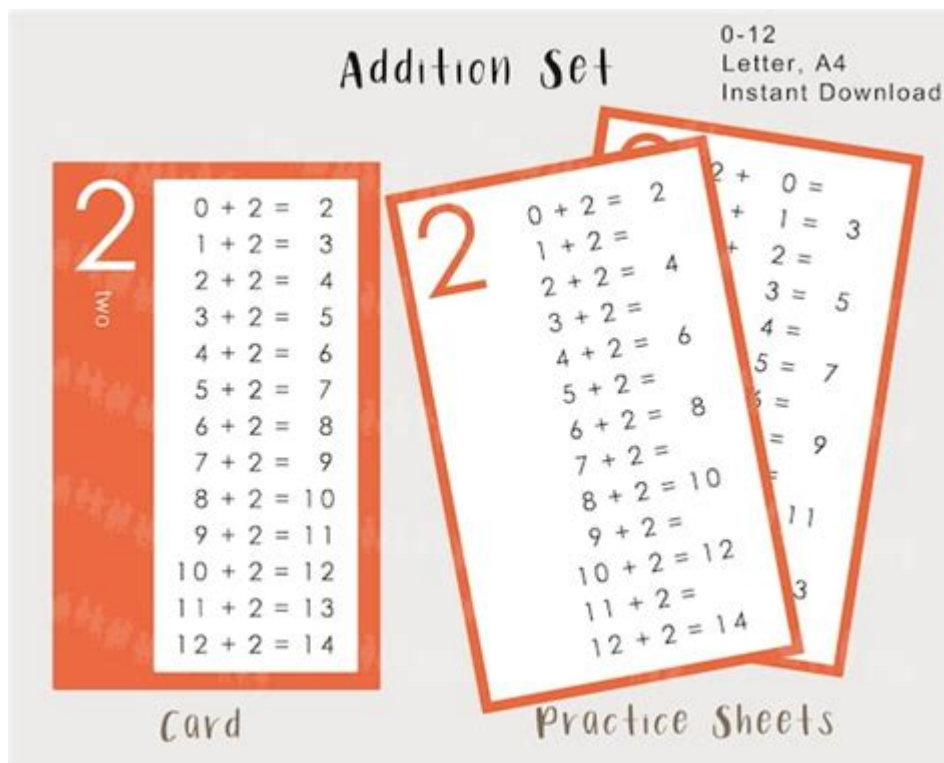 Addition Set
0-12
Letter, A4
Instant Download
2
two
0 + 2 = 2
1 + 2 = 3
2 + 2 = 4
3 + 2 = 5
4 + 2 = 6
5 + 2 = 7
6 + 2 = 8
7 + 2 = 9
8 + 2 = 10
9 + 2 = 11
10 + 2 = 12
11 + 2 = 13
12 + 2 = 14
Card
2
0 + 2 = 2
1 + 2 =
2 + 2 = 4
3 + 2 =
4 + 2 = 6
5 + 2 =
6 + 2 = 8
7 + 2 =
8 + 2 = 10
9 + 2 =
10 + 2 = 12
11 + 2 =
12 + 2 = 14
2 + 0 =
+ 1 = 3
+ 2 =
3 = 5
4 =
5 = 7
6 =
= 9
=
11
3
Practice Sheets